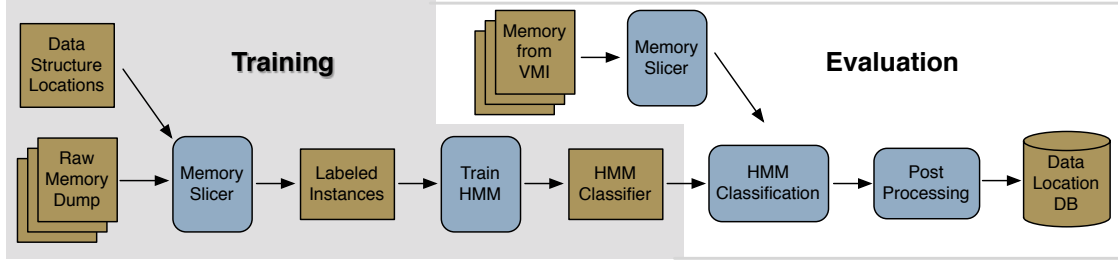 Training
Evaluation
Data
Structure
Locations
Memory
from
VMI
Memory
Slicer
Raw
Memory
Dump
Memory
Slicer
Labeled
Instances
Train
HMM
HMM
Classifier
HMM
Classification
Post
Processing
Data
Location
DB